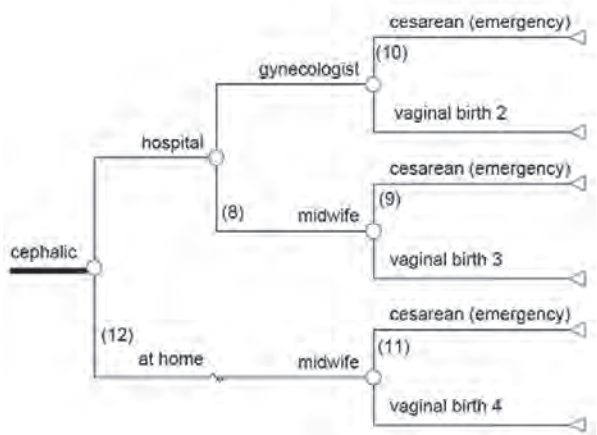 cesarean (emergency)
(10)
gynecologist
vaginal birth 2
hospital
cesarean (emergency)
(9)
(8)
midwife
vaginal birth 3
cephalic
cesarean (emergency)
(12)
(11)
at home
midwife
vaginal birth 4